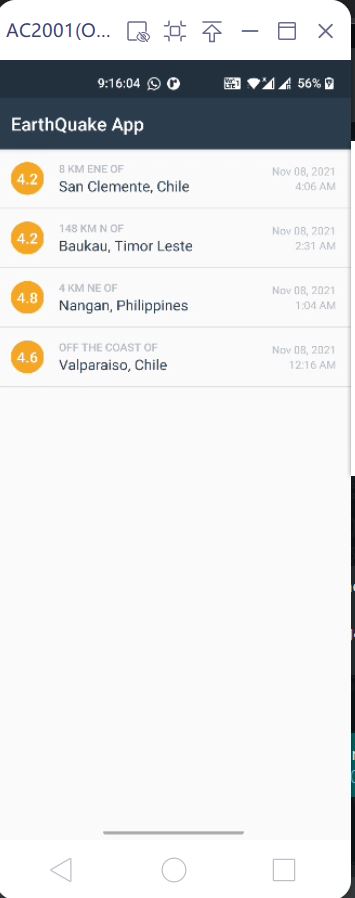 AC2001(O...
9:16:04 56%
EarthQuake App
4.2 8 KM ENE OF Nov 08, 2021
San Clemente, Chile 4:06 AM
4.2 148 KM N OF Nov 08, 2021
Baukau, Timor Leste 2:31 AM
4.8 4 KM NE OF Nov 08, 2021
Nangan, Philippines 1:04 AM
4.6 OFF THE COAST OF Nov 08, 2021
Valparaiso, Chile 12:16 AM